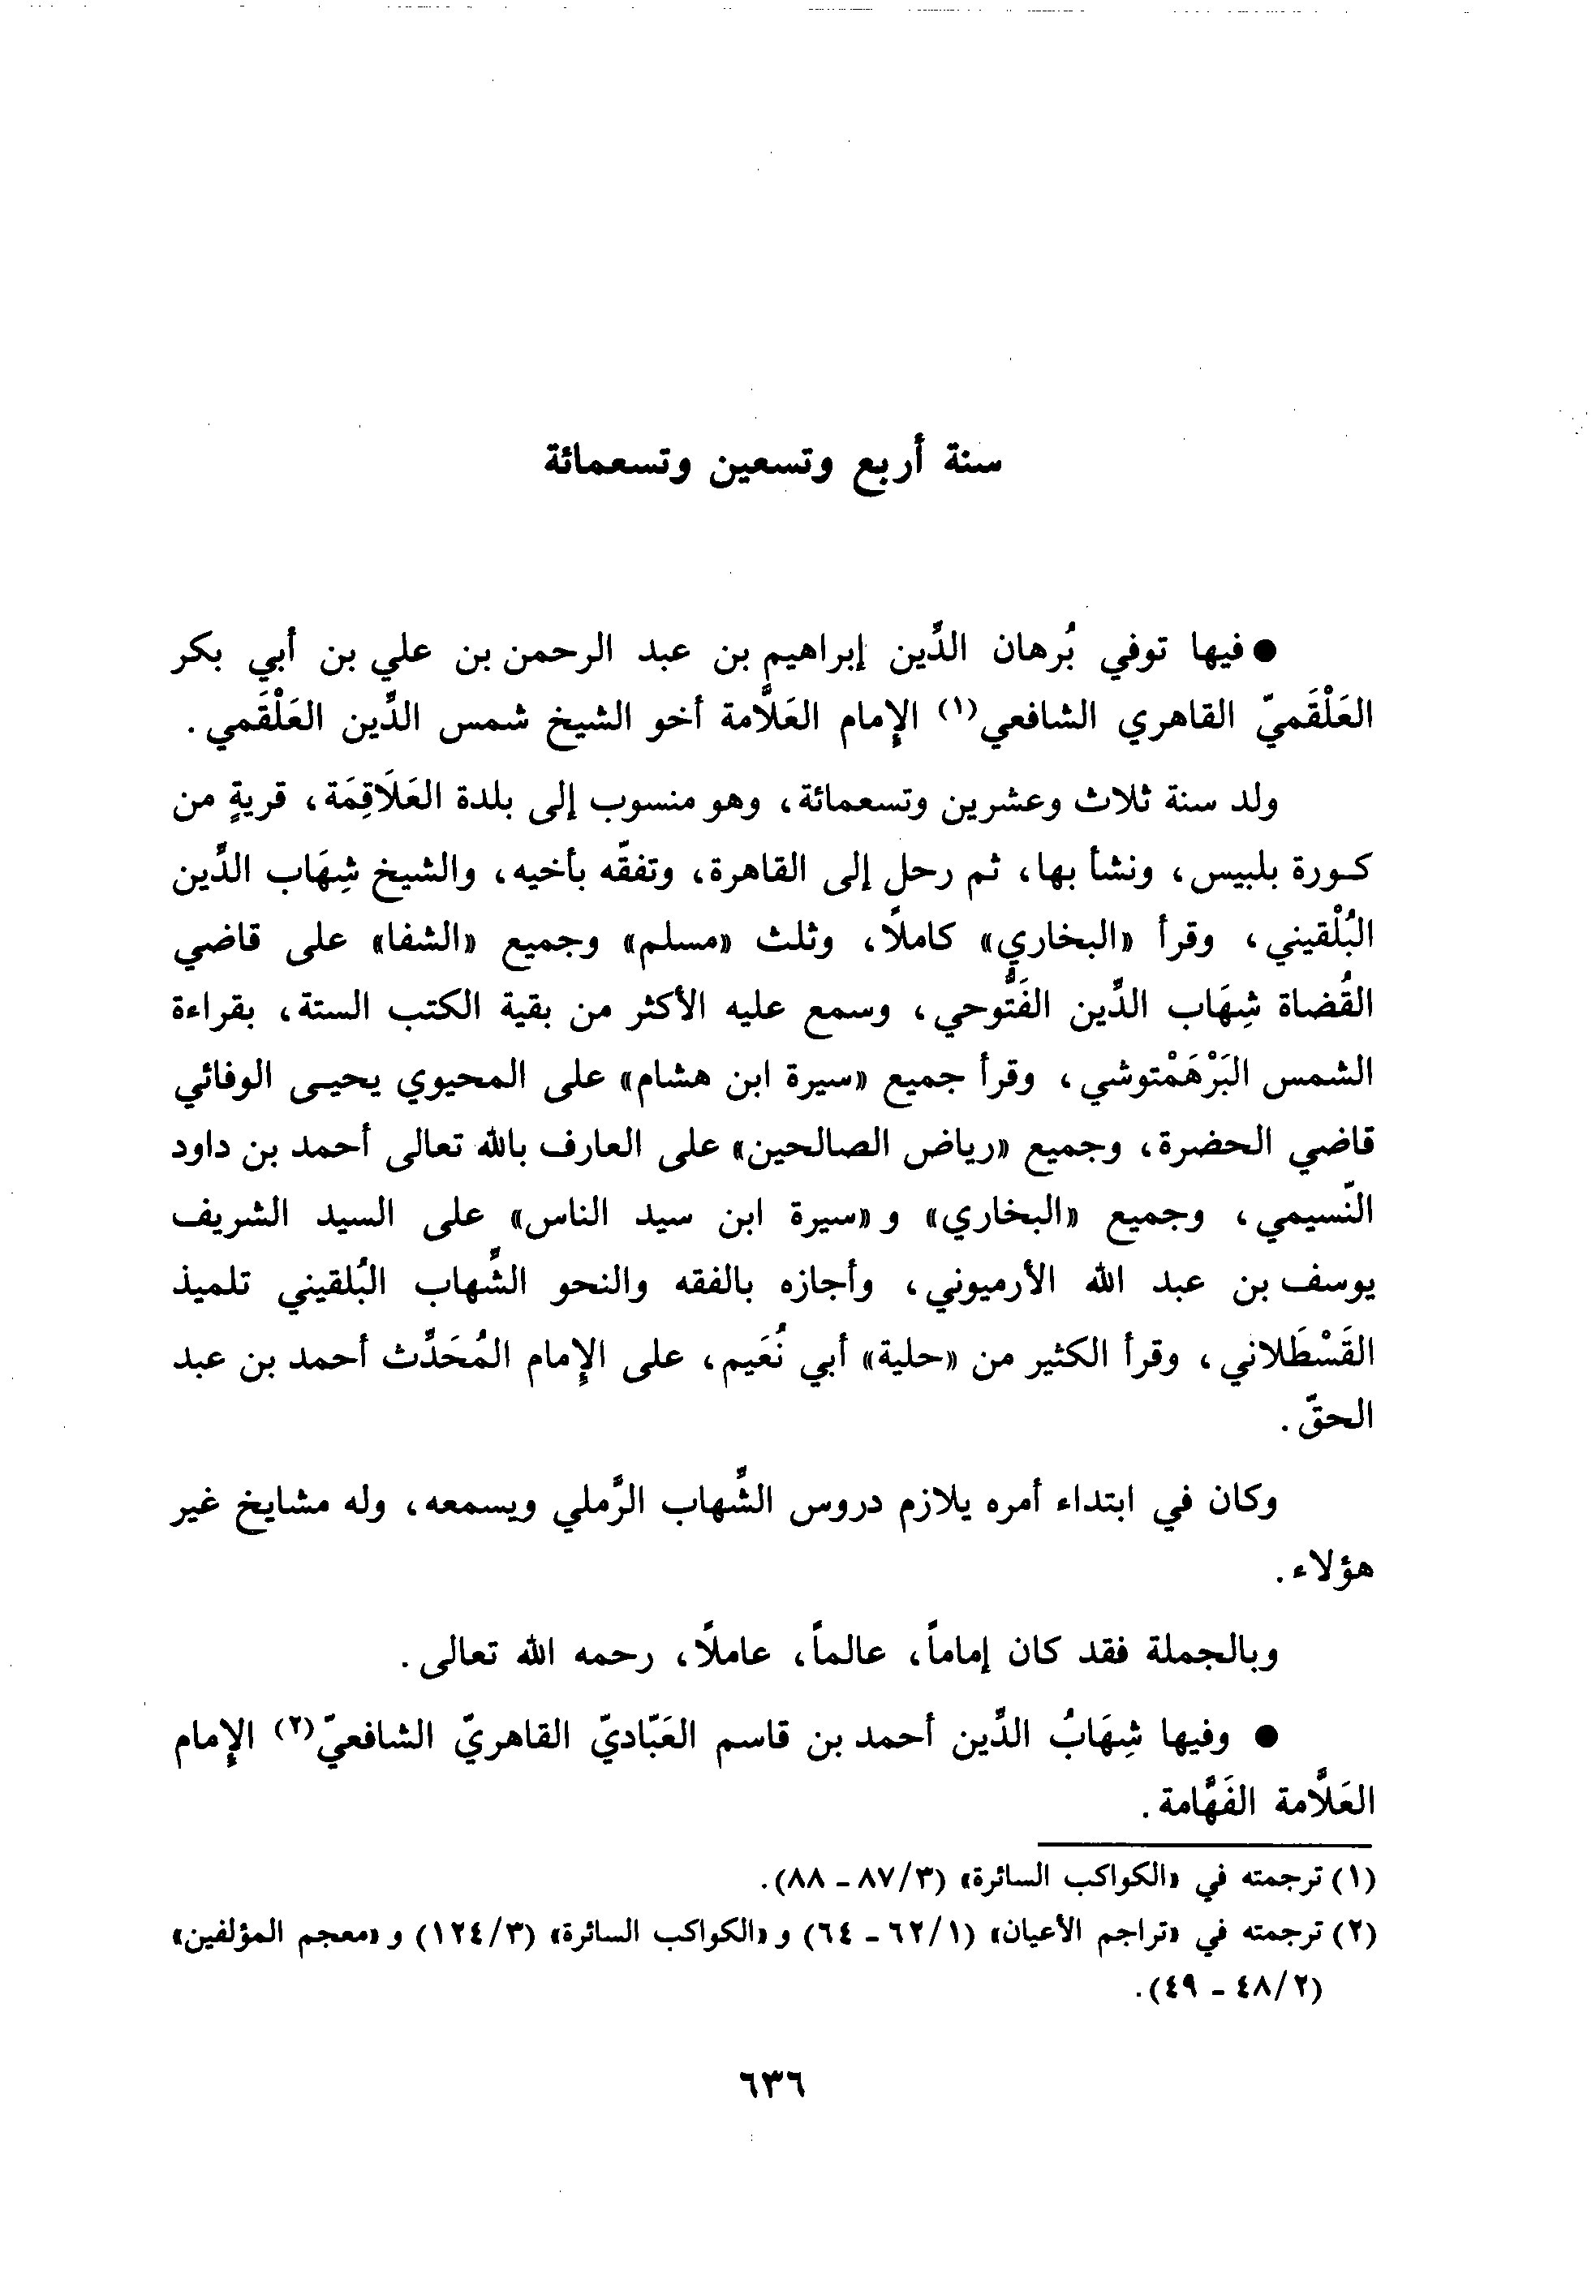 سنة أربع وتسعين وتسعمائة
● فيها توفي بُرهان الدِّين إبراهيم بن عبد الرحمن بن علي بن أبي بكر
العَلْقَميّ القاهري الشافعي(١) الإمام العَلَّامة أخو الشيخ شمس الدِّين العَلْقَمي.
ولد سنة ثلاث وعشرين وتسعمائة، وهو منسوب إلى بلدة العَلَاقِمَة، قريةٍ من
كورة بلبيس، ونشأ بها، ثم رحل إلى القاهرة، وتفقّه بأخيه، والشيخ شِهَاب الدِّين
البُلْقيني، وقرأ «البخاري» كاملًا، وثلث «مسلم» وجميع «الشفا» على قاضي
القُضاة شِهَاب الدِّين الفَتُّوحي، وسمع عليه الأكثر من بقية الكتب الستة، بقراءة
الشمس البَرْهَمْتوشي، وقرأ جميع «سيرة ابن هشام» على المحيوي يحيى الوفائي
قاضي الحضرة، وجميع «رياض الصالحين» على العارف بالله تعالى أحمد بن داود
النّسيمي، وجميع «البخاري» و «سيرة ابن سيد الناس» على السيد الشريف
يوسف بن عبد الله الأرميوني، وأجازه بالفقه والنحو الشِّهاب البُلقيني تلميذ
القَسْطَلاني، وقرأ الكثير من «حلية» أبي نُعَيم، على الإمام المُحَدِّث أحمد بن عبد
الحقّ.
وكان في ابتداء أمره يلازم دروس الشِّهاب الرَّملي ويسمعه، وله مشايخ غير
هؤلاء.
وبالجملة فقد كان إماماً، عالماً، عاملًا، رحمه الله تعالى.
● وفيها شِهَابُ الدِّين أحمد بن قاسم العَبّاديّ القاهريّ الشافعيّ(٢) الإمام
العَلَّامة الفَهَّامة.
(١) ترجمته في «الكواكب السائرة» (٣/ ٨٧ - ٨٨).
(٢) ترجمته في «تراجم الأعيان» (١/ ٦٢ - ٦٤) و «الكواكب السائرة» (٣/ ١٢٤) و «معجم المؤلفين»
(٢/ ٤٨ - ٤٩).
٦٣٦